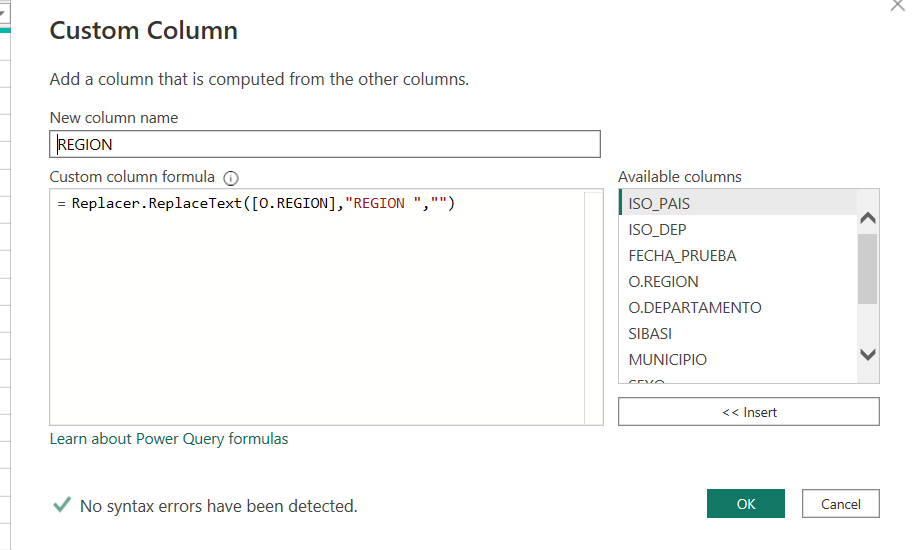 Custom Column
Add a column that is computed from the other columns.
New column name
REGION
Custom column formula
= Replacer.ReplaceText([O.REGION],"REGION ","")
Available columns
ISO_PAIS
ISO_DEP
FECHA_PRUEBA
O.REGION
O.DEPARTAMENTO
SIBASI
MUNICIPIO
SEXO
<< Insert
Learn about Power Query formulas
No syntax errors have been detected.
OK
Cancel